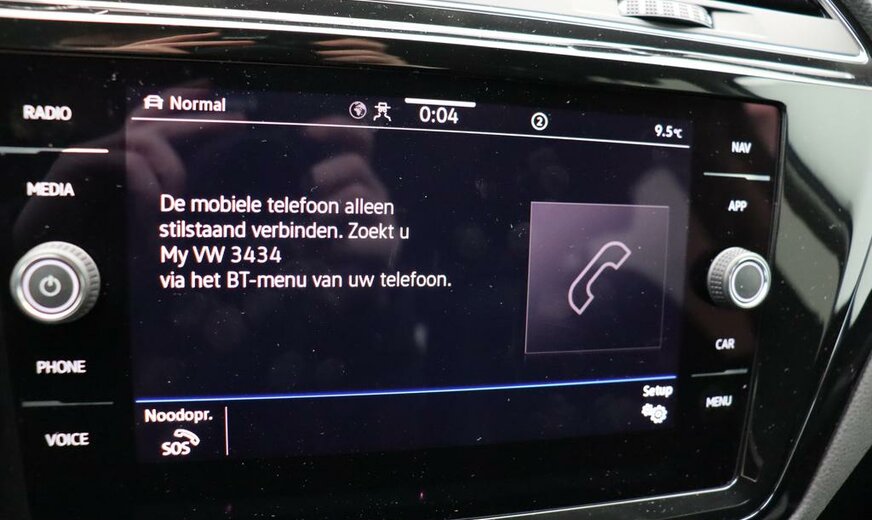 RADIO
MEDIA
PHONE
VOICE
Normal
0:04
2
9.5°C
De mobiele telefoon alleen
stilstaand verbinden. Zoekt u
My VW 3434
via het BT-menu van uw telefoon.
Noodopr.
SOS
Setup
NAV
APP
CAR
MENU